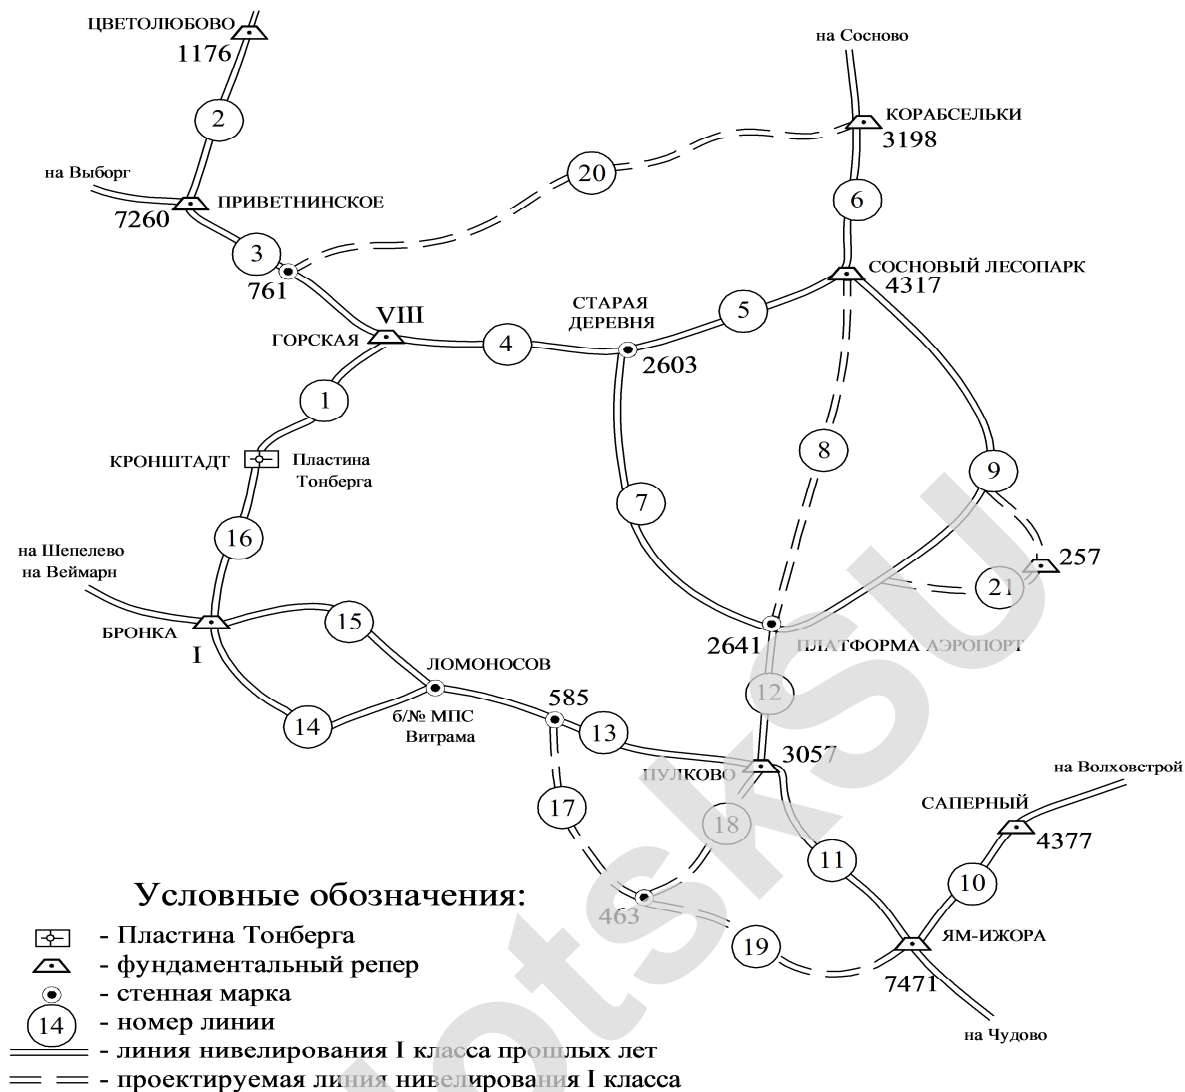 ЦВЕТОЛЮБОВО
1176
2
на Сосново
КОРАБСЕЛЬКИ
3198
на Выборг
20
ПРИВЕТНИНСКОЕ
7260
6
3
761
СОСНОВЫЙ ЛЕСОПАРК
4317
VIII
ГОРСКАЯ
4
СТАРАЯ
ДЕРЕВНЯ
5
2603
1
КРОНШТАДТ
Пластина
Тонберга
8
9
7
16
на Шепелево
на Веймарн
257
21
БРОНКА
I
15
2641
ПЛАТФОРМА АЭРОПОРТ
ЛОМОНОСОВ
12
585
б/№ МПС
Витрама
14
13
3057
ПУЛКОВО
на Волховстрой
САПЕРНЫЙ
4377
17
18
11
10
463
19
ЯМ-ИЖОРА
7471
на Чудово
Условные обозначения:
- Пластина Тонберга
- фундаментальный репер
- стенная марка
14 - номер линии
- линия нивелирования I класса прошлых лет
- проектируемая линия нивелирования I класса
otskSU